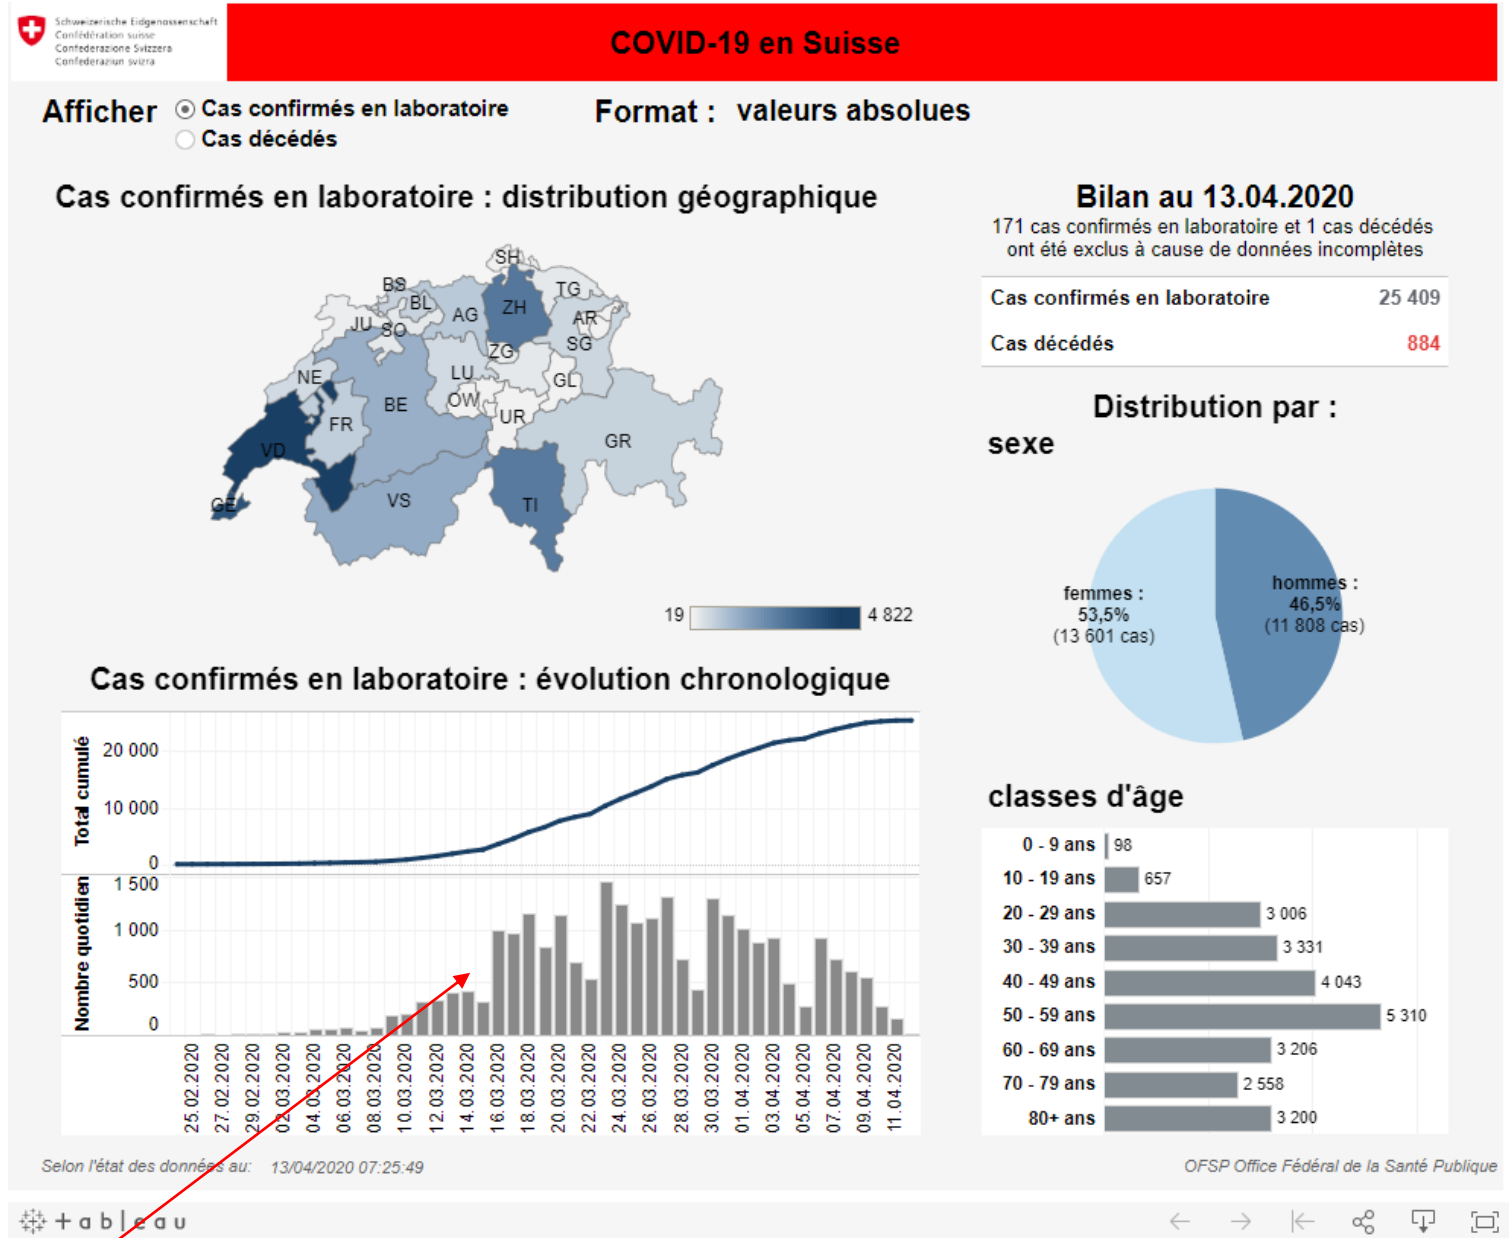 Schweizerische Eidgenossenschaft
Confédération suisse
Confederazione Svizzera
Confederaziun svizra
COVID-19 en Suisse
Afficher
Cas confirmés en laboratoire
Cas décédés
Format : valeurs absolues
Cas confirmés en laboratoire : distribution géographique
SH
BS
BL
TG
AG
ZH
AR
JU
SO
SG
ZG
NE
LU
GL
OW
BE
UR
FR
GR
VD
VS
TI
GE
19
4 822
Bilan au 13.04.2020
171 cas confirmés en laboratoire et 1 cas décédés
ont été exclus à cause de données incomplètes
Cas confirmés en laboratoire 25 409
Cas décédés 884
Distribution par :
sexe
femmes :
53,5%
(13 601 cas)
hommes :
46,5%
(11 808 cas)
Cas confirmés en laboratoire : évolution chronologique
Total cumulé
20 000
10 000
0
Nombre quotidien
1 500
1 000
500
0
25.02.2020
27.02.2020
29.02.2020
02.03.2020
04.03.2020
06.03.2020
08.03.2020
10.03.2020
12.03.2020
14.03.2020
16.03.2020
18.03.2020
20.03.2020
22.03.2020
24.03.2020
26.03.2020
28.03.2020
30.03.2020
01.04.2020
03.04.2020
05.04.2020
07.04.2020
09.04.2020
11.04.2020
classes d'âge
0 - 9 ans 98
10 - 19 ans 657
20 - 29 ans 3 006
30 - 39 ans 3 331
40 - 49 ans 4 043
50 - 59 ans 5 310
60 - 69 ans 3 206
70 - 79 ans 2 558
80+ ans 3 200
Selon l'état des données au: 13/04/2020 07:25:49
OFSP Office Fédéral de la Santé Publique
+ a b l e a u